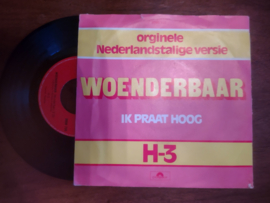 orginele
Nederlandstalige versie
WOENDERBAAR
IK PRAAT HOOG
H-3